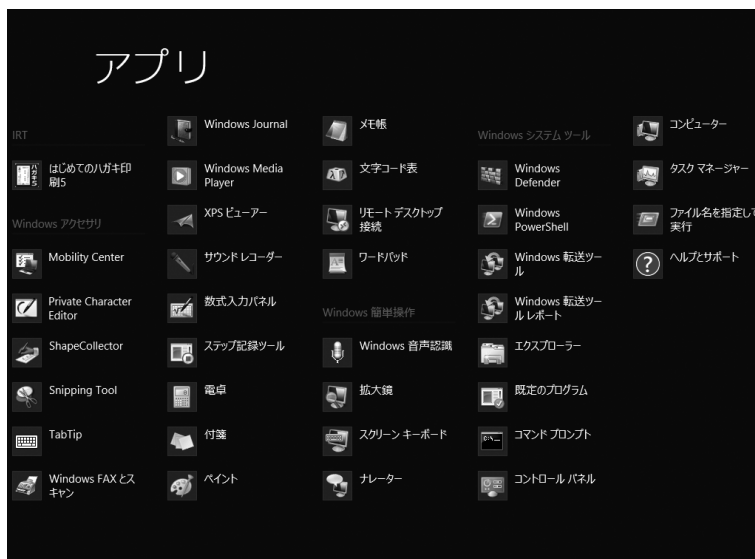 アプリ
IRT
はじめてのハガキ印
刷5
Windows アクセサリ
Mobility Center
Private Character
Editor
ShapeCollector
Snipping Tool
TabTip
Windows FAX とス
キャン
Windows Journal
Windows Media
Player
XPS ビューアー
サウンド レコーダー
数式入力パネル
ステップ記録ツール
電卓
付箋
ペイント
メモ帳
文字コード表
リモート デスクトップ
接続
ワードパッド
Windows 簡単操作
Windows 音声認識
拡大鏡
スクリーン キーボード
ナレーター
Windows システム ツール
Windows
Defender
Windows
PowerShell
Windows 転送ツー
ル
Windows 転送ツー
ル レポート
エクスプローラー
既定のプログラム
コマンド プロンプト
コントロール パネル
コンピューター
タスク マネージャー
ファイル名を指定して
実行
ヘルプとサポート